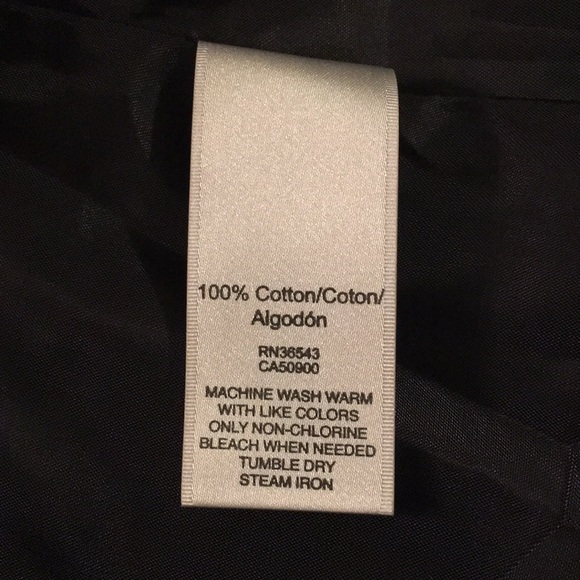 100% Cotton/Coton/
Algodón
RN36543
CA50900
MACHINE WASH WARM
WITH LIKE COLORS
ONLY NON-CHLORINE
BLEACH WHEN NEEDED
TUMBLE DRY
STEAM IRON